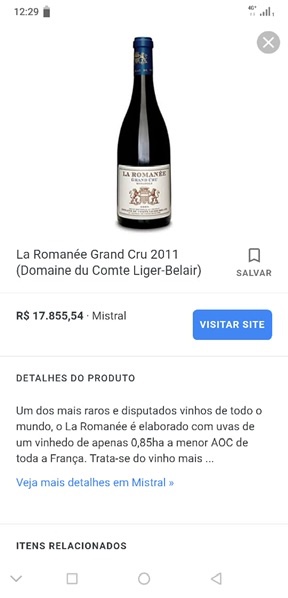 12:29
4G+
LA ROMANÉE
GRAND CRU
La Romanée Grand Cru 2011
(Domaine du Comte Liger-Belair)
SALVAR
R$ 17.855,54 · Mistral
VISITAR SITE
DETALHES DO PRODUTO
Um dos mais raros e disputados vinhos de todo o
mundo, o La Romanée é elaborado com uvas de
um vinhedo de apenas 0,85ha a menor AOC de
toda a França. Trata-se do vinho mais ...
Veja mais detalhes em Mistral »
ITENS RELACIONADOS